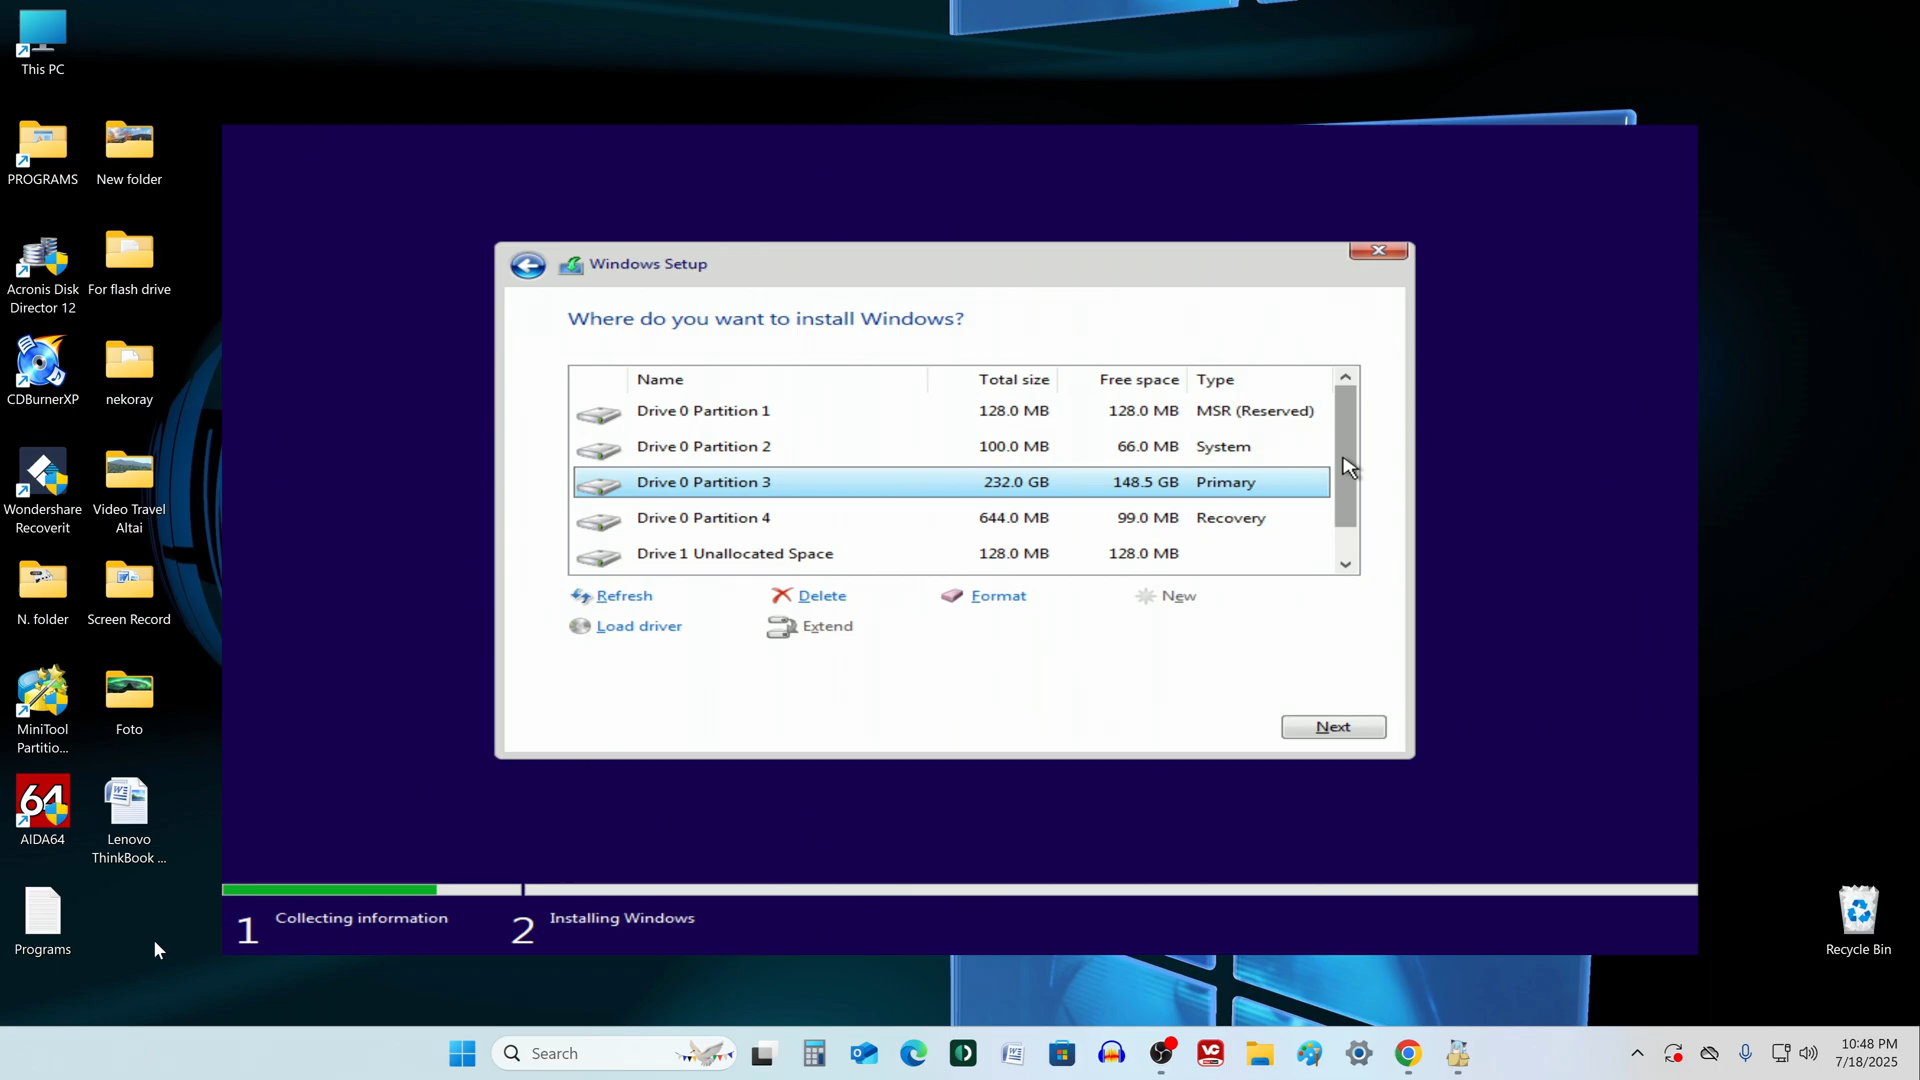 This PC
PROGRAMS
New folder
Acronis Disk
Director 12
For flash drive
CDBurnerXP
nekoray
Wondershare
Recoverit
Video Travel
Altai
N. folder
Screen Record
MiniTool
Partitio...
Foto
64
AIDA64
Lenovo
ThinkBook ...
Programs
Windows Setup
Where do you want to install Windows?
Name Total size Free space Type
Drive 0 Partition 1 128.0 MB 128.0 MB MSR (Reserved)
Drive 0 Partition 2 100.0 MB 66.0 MB System
Drive 0 Partition 3 232.0 GB 148.5 GB Primary
Drive 0 Partition 4 644.0 MB 99.0 MB Recovery
Drive 1 Unallocated Space 128.0 MB 128.0 MB
Refresh Delete Format New
Load driver Extend
Next
1 Collecting information 2 Installing Windows
Recycle Bin
Search
10:48 PM
7/18/2025